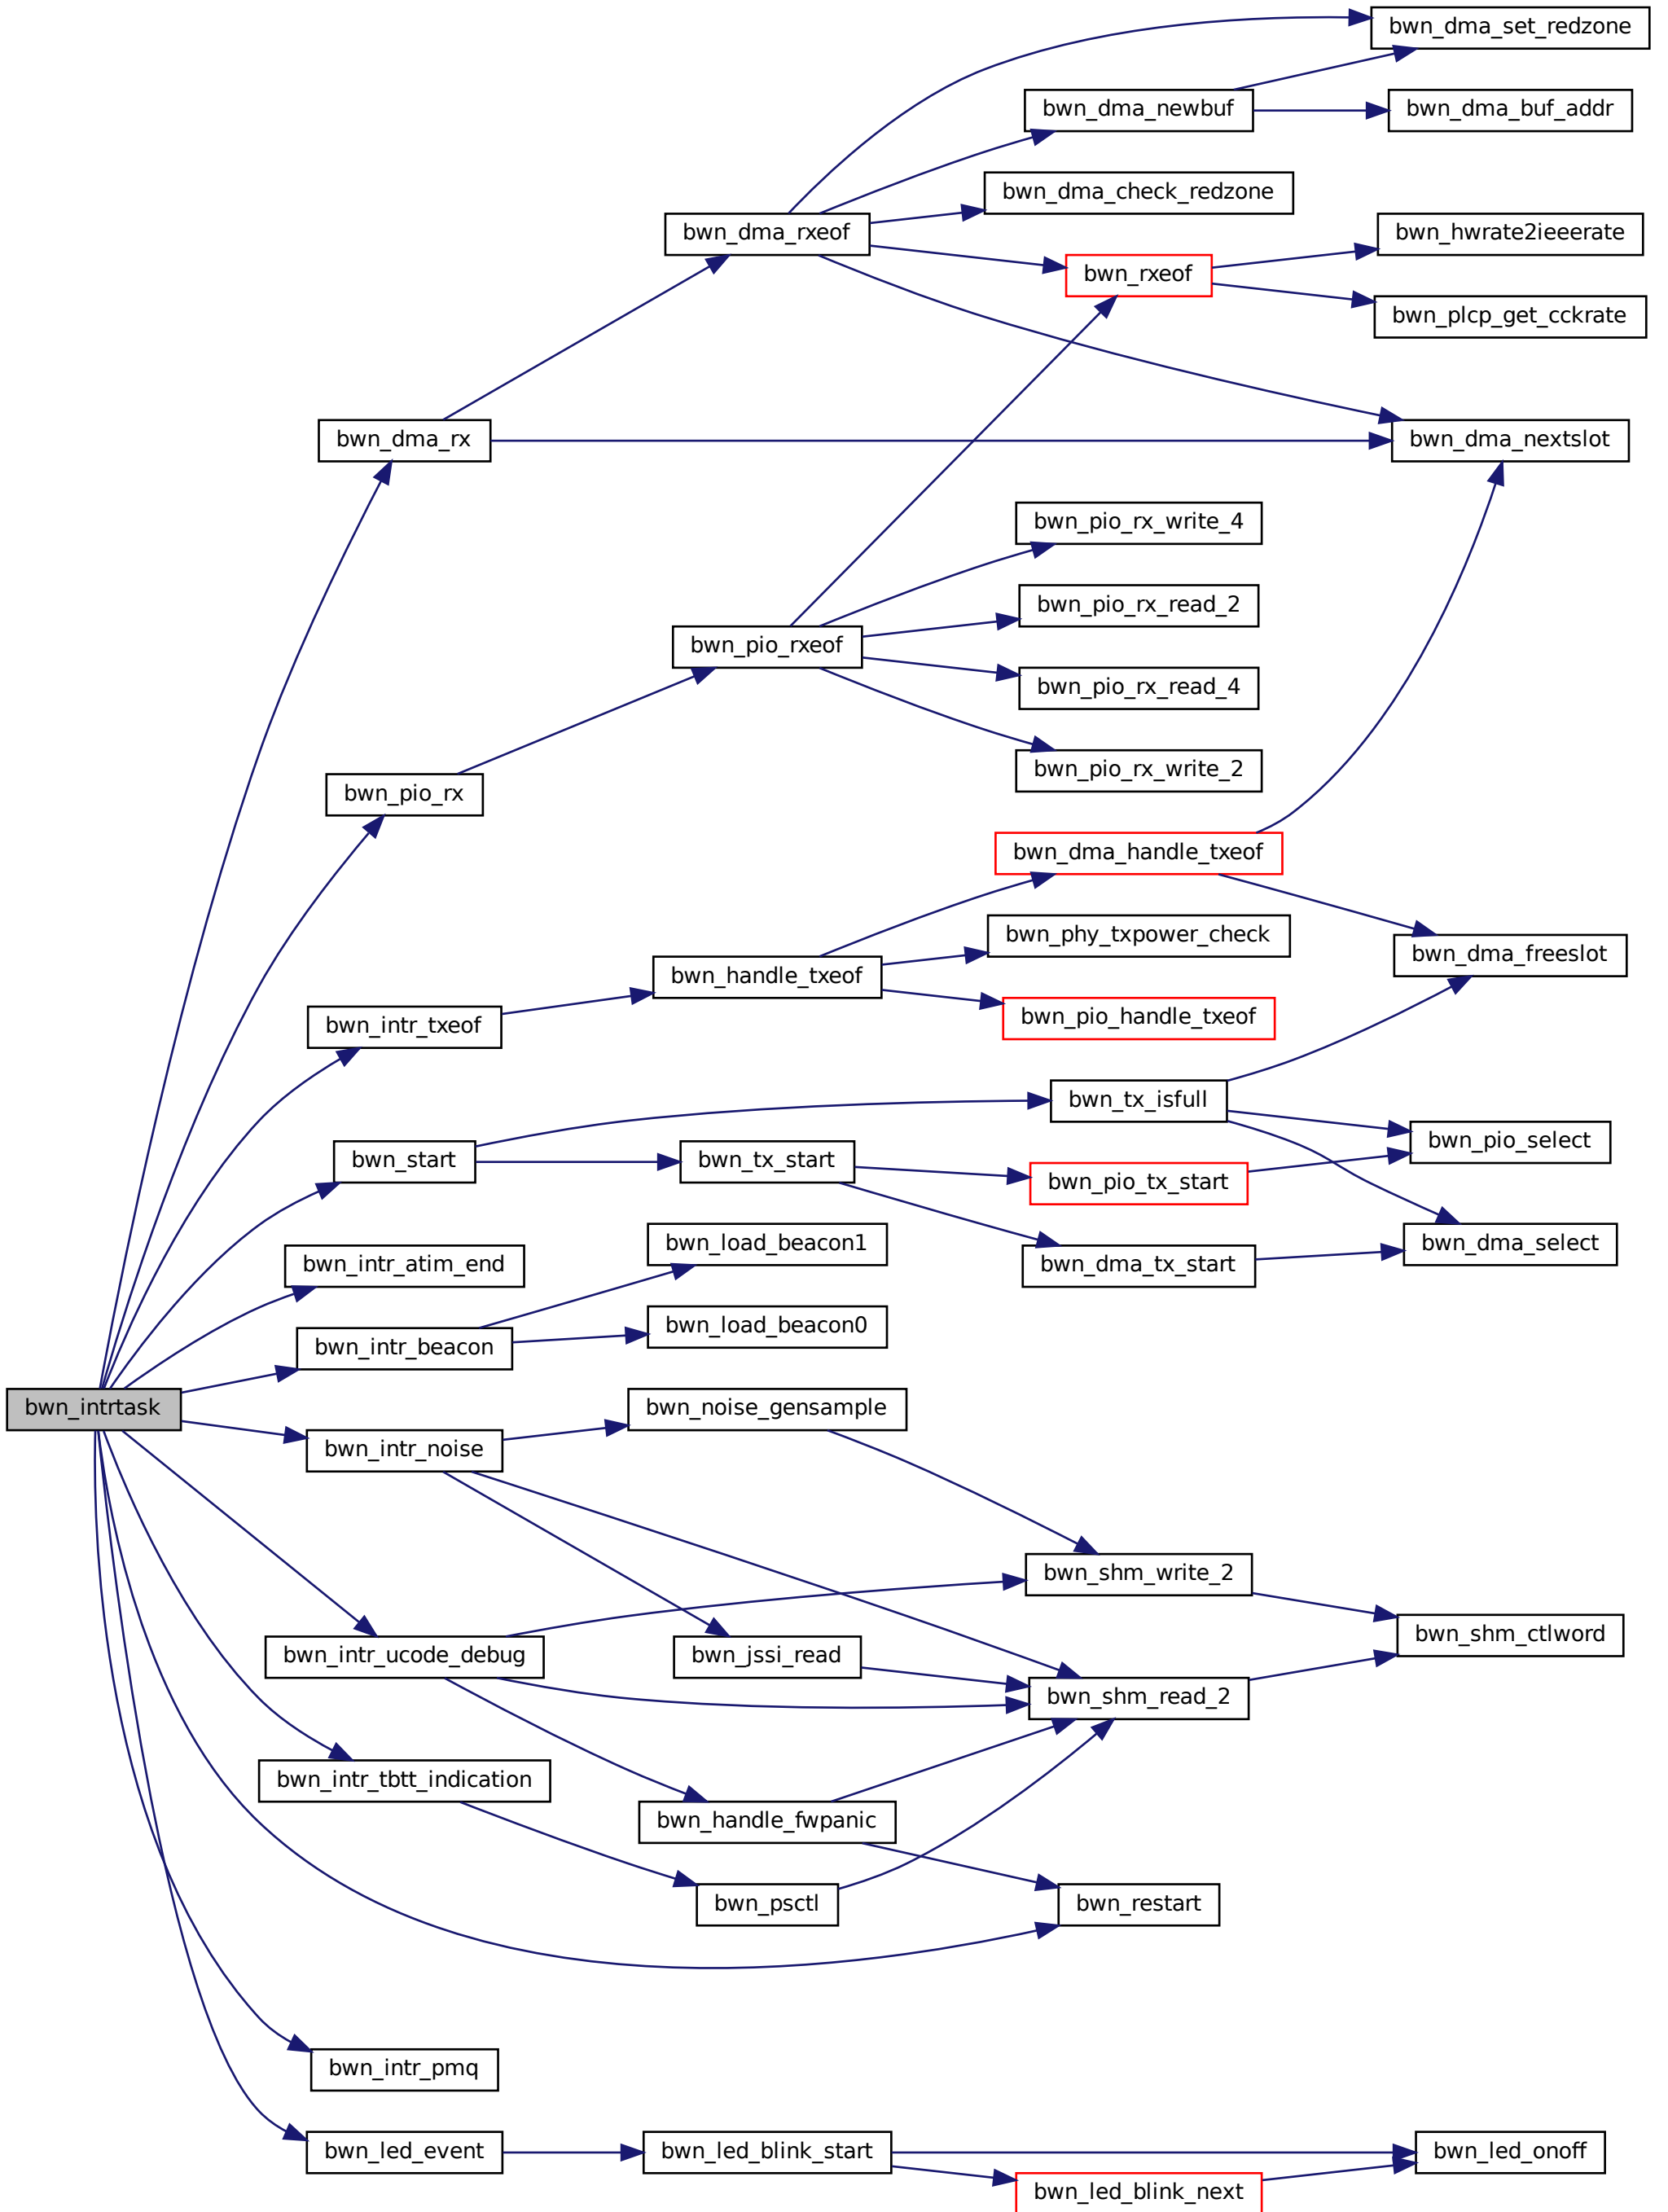 bwn_dma_set_redzone
bwn_dma_newbuf
bwn_dma_buf_addr
bwn_dma_check_redzone
bwn_dma_rxeof
bwn_hwrate2ieeerate
bwn_rxeof
bwn_plcp_get_cckrate
bwn_dma_rx
bwn_dma_nextslot
bwn_pio_rx_write_4
bwn_pio_rx_read_2
bwn_pio_rxeof
bwn_pio_rx_read_4
bwn_pio_rx_write_2
bwn_pio_rx
bwn_dma_handle_txeof
bwn_phy_txpower_check
bwn_dma_freeslot
bwn_handle_txeof
bwn_pio_handle_txeof
bwn_intr_txeof
bwn_tx_isfull
bwn_pio_select
bwn_start
bwn_tx_start
bwn_pio_tx_start
bwn_load_beacon1
bwn_dma_select
bwn_intr_atim_end
bwn_dma_tx_start
bwn_load_beacon0
bwn_intr_beacon
bwn_intrtask
bwn_noise_gensample
bwn_intr_noise
bwn_shm_write_2
bwn_shm_ctlword
bwn_intr_ucode_debug
bwn_jssi_read
bwn_shm_read_2
bwn_intr_tbtt_indication
bwn_handle_fwpanic
bwn_psctl
bwn_restart
bwn_intr_pmq
bwn_led_event
bwn_led_blink_start
bwn_led_onoff
bwn_led_blink_next